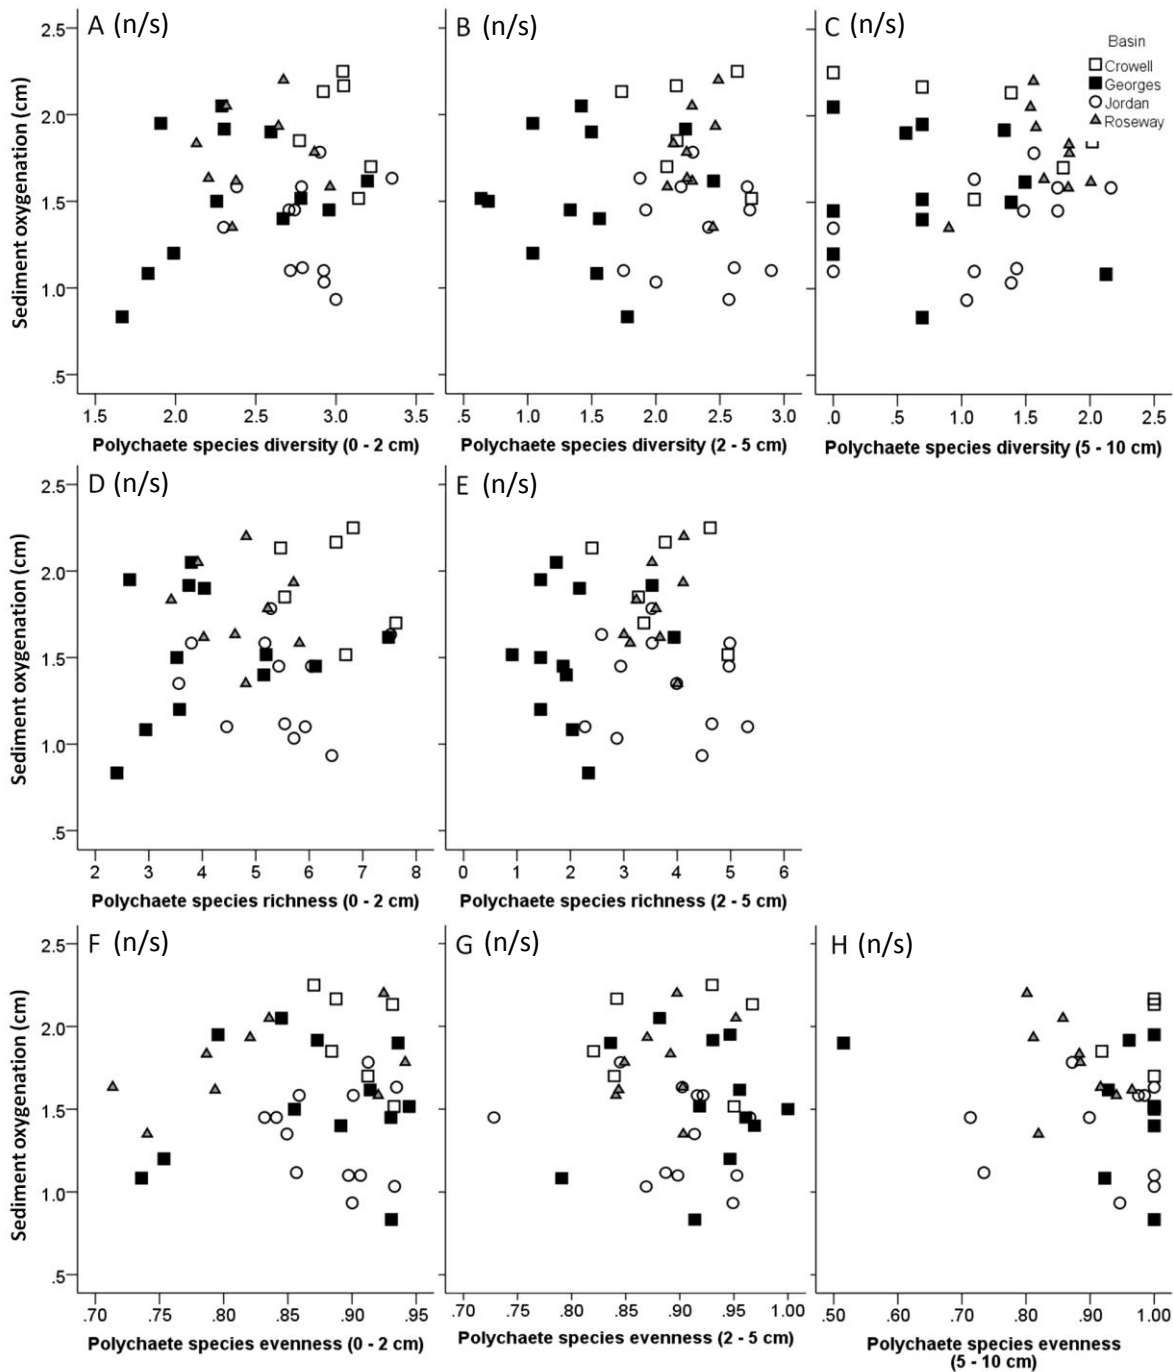 A (n/s)
B (n/s)
C (n/s)
Basin
Crowell
Georges
Jordan
Roseway
Sediment oxygenation (cm)
2.5
2.0
1.5
1.0
.5
1.5 2.0 2.5 3.0 3.5
.5 1.0 1.5 2.0 2.5 3.0
.0 .5 1.0 1.5 2.0 2.5
Polychaete species diversity (0 - 2 cm)
Polychaete species diversity (2 - 5 cm)
Polychaete species diversity (5 - 10 cm)
D (n/s)
E (n/s)
Sediment oxygenation (cm)
2.5
2.0
1.5
1.0
.5
2 3 4 5 6 7 8
0 1 2 3 4 5 6
Polychaete species richness (0 - 2 cm)
Polychaete species richness (2 - 5 cm)
F (n/s)
G (n/s)
H (n/s)
Sediment oxygenation (cm)
2.5
2.0
1.5
1.0
.5
.70 .75 .80 .85 .90 .95
.70 .75 .80 .85 .90 .95 1.00
.50 .60 .70 .80 .90 1.00
Polychaete species evenness (0 - 2 cm)
Polychaete species evenness (2 - 5 cm)
Polychaete species evenness
(5 - 10 cm)